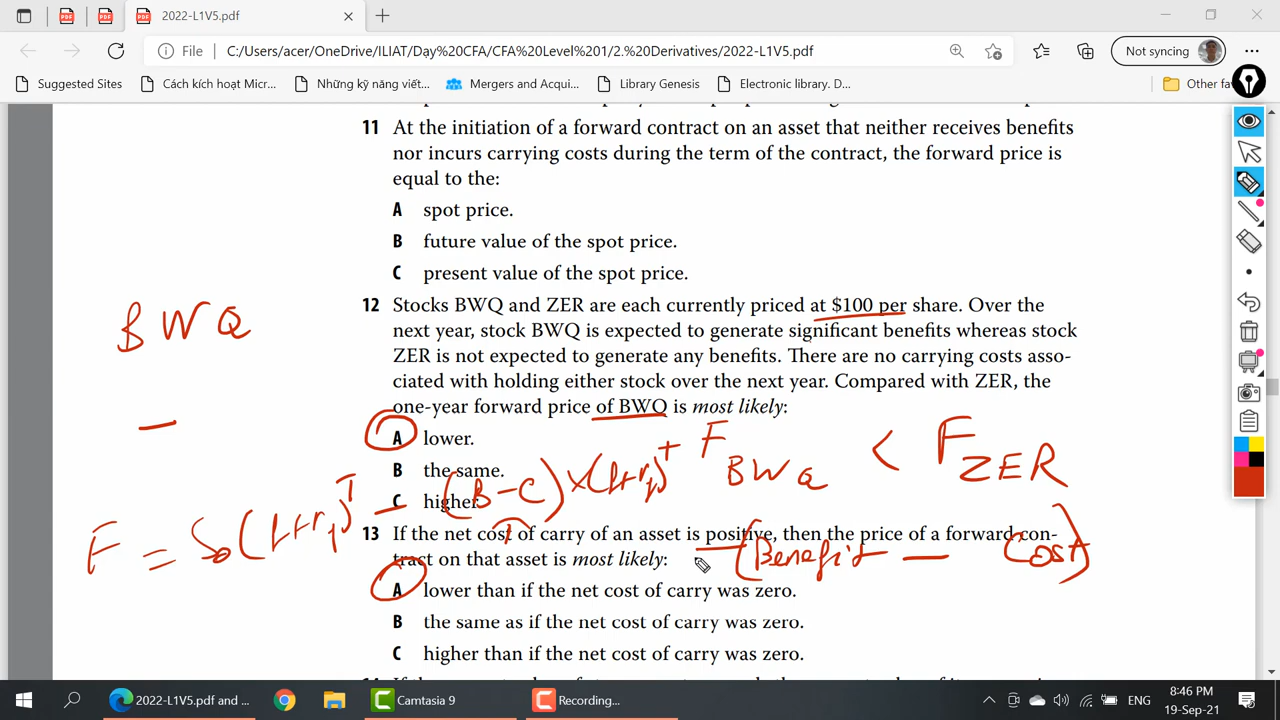 2022-L1V5.pdf
File C:/Users/acer/OneDrive/ILIAT/Day%20CFA/CFA%20Level%201/2.%20Derivatives/2022-L1V5.pdf Not syncing
Suggested Sites Cách kích hoạt Micr... Những kỹ năng viết... Mergers and Acqui... Library Genesis Electronic library. D... Other fav
11 At the initiation of a forward contract on an asset that neither receives benefits
nor incurs carrying costs during the term of the contract, the forward price is
equal to the:
A spot price.
B future value of the spot price.
C present value of the spot price.
12 Stocks BWQ and ZER are each currently priced at $100 per share. Over the
next year, stock BWQ is expected to generate significant benefits whereas stock
ZER is not expected to generate any benefits. There are no carrying costs asso-
ciated with holding either stock over the next year. Compared with ZER, the
one-year forward price of BWQ is most likely:
A lower.
B the same.
C higher.
BWQ
F BWQ < F ZER
F = S0(1+rf)^T - (B-C)×(1+rf)^T
13 If the net cost of carry of an asset is positive, then the price of a forward con-
tract on that asset is most likely:
-(Benefit - Cost)
A lower than if the net cost of carry was zero.
B the same as if the net cost of carry was zero.
C higher than if the net cost of carry was zero.
2022-L1V5.pdf and Camtasia 9 Recording... ENG 8:46 PM
19-Sep-21